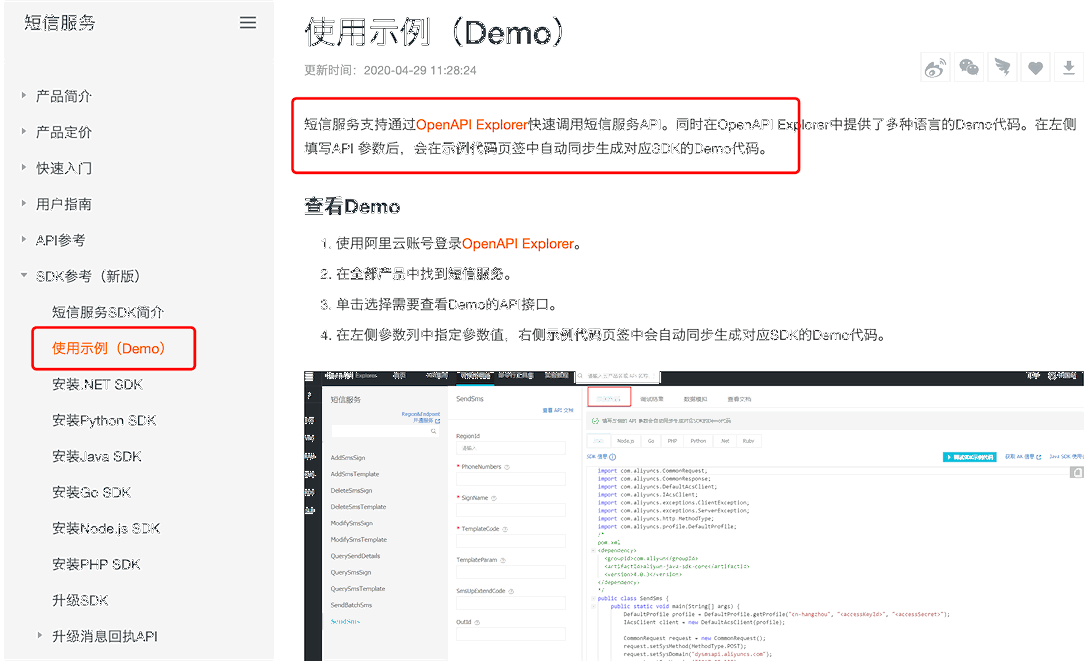 短信服务
产品简介
产品定价
快速入门
用户指南
API参考
SDK参考（新版）
短信服务SDK简介
使用示例（Demo）
安装.NET SDK
安装Python SDK
安装Java SDK
安装Go SDK
安装Node.js SDK
安装PHP SDK
升级SDK
升级消息回执API
使用示例（Demo）
更新时间：2020-04-29 11:28:24
短信服务支持通过OpenAPI Explorer快速调用短信服务API。同时在OpenAPI Explorer中提供了多种语言的Demo代码。在左侧
填写API 参数后，会在示例代码页签中自动同步生成对应SDK的Demo代码。
查看Demo
1. 使用阿里云账号登录OpenAPI Explorer。
2. 在全部产品中找到短信服务。
3. 单击选择需要查看Demo的API接口。
4. 在左侧参数列中指定参数值，右侧示例代码页签中会自动同步生成对应SDK的Demo代码。
短信服务
RegionEndpoint
开通服务
AddSmsSign
AddSmsTemplate
DeleteSmsSign
DeleteSmsTemplate
ModifySmsSign
ModifySmsTemplate
QuerySendDetails
QuerySmsSign
QuerySmsTemplate
SendBatchSms
SendSms
SendSms
查看 API 文档
RegionId
* PhoneNumbers
* SignName
* TemplateCode
TemplateParam
SmsUpExtendCode
OutId
调试结果
数据模拟
查看文档
Node.js
Go
PHP
Python
.Net
Ruby
SDK 信息
获取 AK 信息
import com.aliyuncs.CommonRequest;
import com.aliyuncs.CommonResponse;
import com.aliyuncs.DefaultAcsClient;
import com.aliyuncs.IAcsClient;
import com.aliyuncs.exceptions.ClientException;
import com.aliyuncs.exceptions.ServerException;
import com.aliyuncs.http.MethodType;
import com.aliyuncs.profile.DefaultProfile;
/*
pom.xml
<dependency>
<groupId>com.aliyun</groupId>
<artifactId>aliyun-java-sdk-core</artifactId>
<version>4.0.3</version>
</dependency>
*/
public class SendSms {
public static void main(String[] args) {
DefaultProfile profile = DefaultProfile.getProfile("cn-hangzhou", "<accessKeyId>", "<accessSecret>");
IAcsClient client = new DefaultAcsClient(profile);
CommonRequest request = new CommonRequest();
request.setSysMethod(MethodType.POST);
request.setSysDomain("dysmsapi.aliyuncs.com");